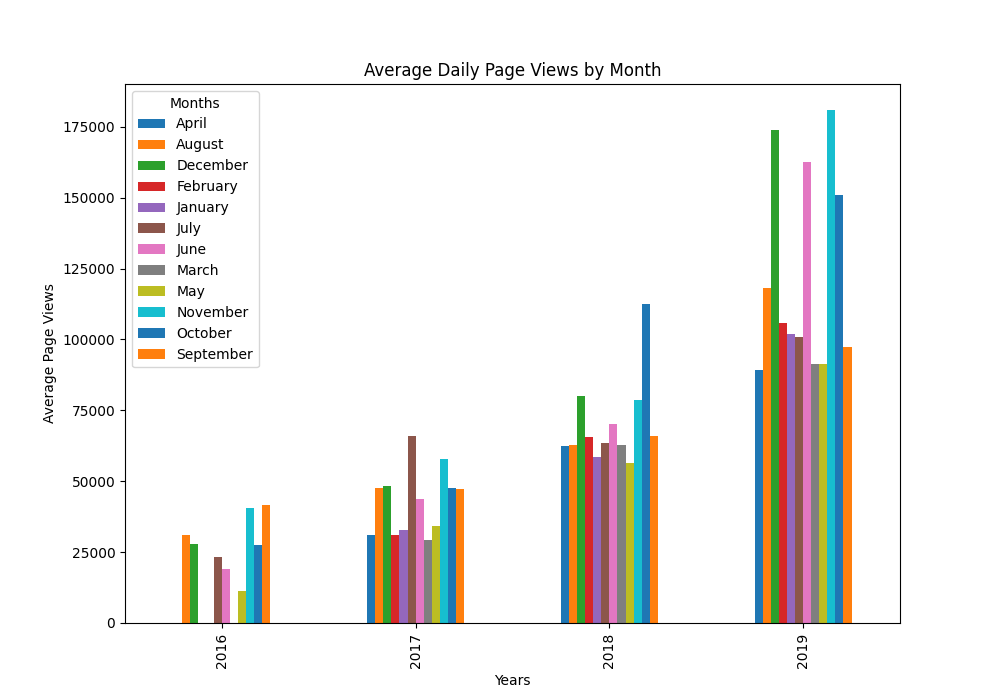 Average Daily Page Views by Month
Months
April
August
December
February
January
July
June
March
May
November
October
September
175000
150000
125000
100000
75000
50000
25000
0
Average Page Views
2016
2017
2018
2019
Years